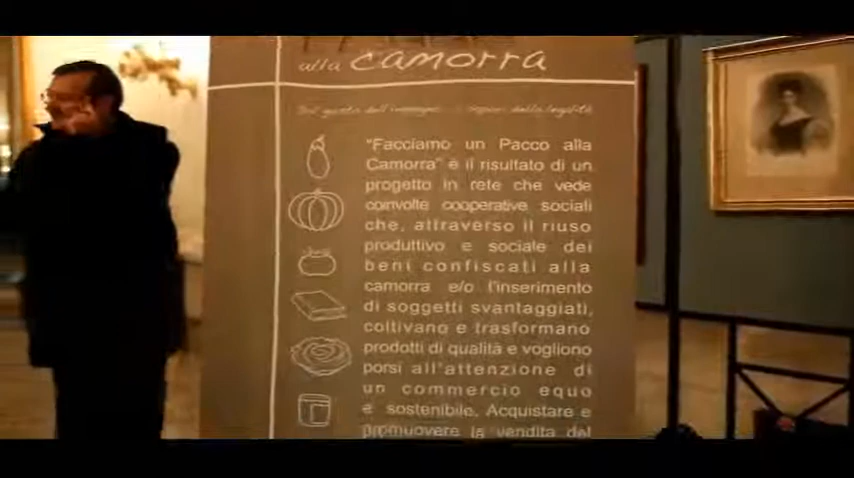 alla camorra
"Facciamo un Pacco alla
Camorra" è il risultato di un
progetto in rete che vede
coinvolte cooperative sociali
che, attraverso il riuso
produttivo e sociale dei
beni confiscati alla
camorra e/o l'inserimento
di soggetti svantaggiati,
coltivano e trasformano
prodotti di qualità e vogliono
porsi all'attenzione di
un commercio equo
e sostenibile. Acquistare e
promuovere la vendita del